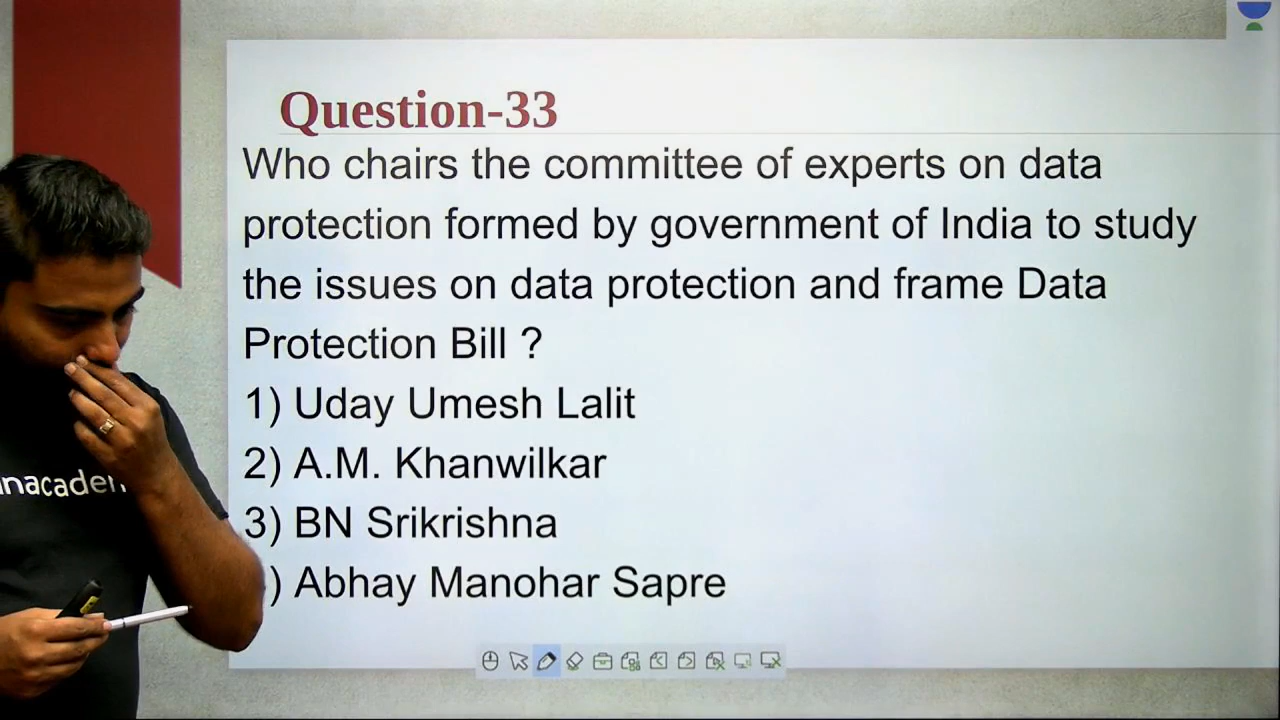 Question-33
Who chairs the committee of experts on data
protection formed by government of India to study
the issues on data protection and frame Data
Protection Bill ?
1) Uday Umesh Lalit
2) A.M. Khanwilkar
3) BN Srikrishna
) Abhay Manohar Sapre